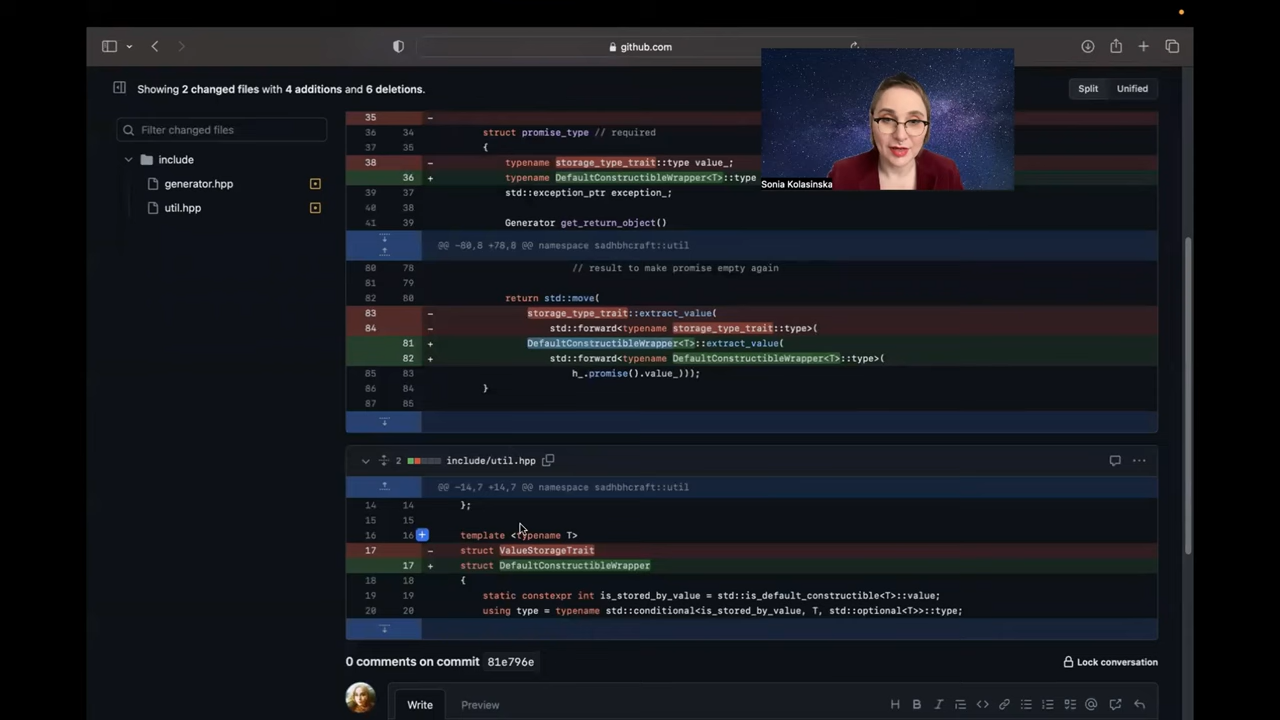 github.com
Showing 2 changed files with 4 additions and 6 deletions.
Split Unified
Filter changed files
include
generator.hpp
util.hpp
Sonia Kolasinska
35 -
36 34 struct promise_type // required
37 35 {
38 - typename storage_type_trait::type value_;
36 + typename DefaultConstructibleWrapper<T>::type
39 37 std::exception_ptr exception_;
40 38
41 39 Generator get_return_object()
@@ -80,8 +78,8 @@ namespace sadhbhcraft::util
80 78 // result to make promise empty again
81 79
82 80 return std::move(
83 - storage_type_trait::extract_value(
84 - std::forward<typename storage_type_trait::type>(
81 + DefaultConstructibleWrapper<T>::extract_value(
82 + std::forward<typename DefaultConstructibleWrapper<T>::type>(
85 83 h_.promise().value_)));
86 84 }
87 85
2 include/util.hpp
@@ -14,7 +14,7 @@ namespace sadhbhcraft::util
14 14 };
15 15
16 16 + template <typename T>
17 - struct ValueStorageTrait
17 + struct DefaultConstructibleWrapper
18 18 {
19 19 static constexpr int is_stored_by_value = std::is_default_constructible<T>::value;
20 20 using type = typename std::conditional<is_stored_by_value, T, std::optional<T>>::type;
0 comments on commit 81e796e
Lock conversation
Write Preview